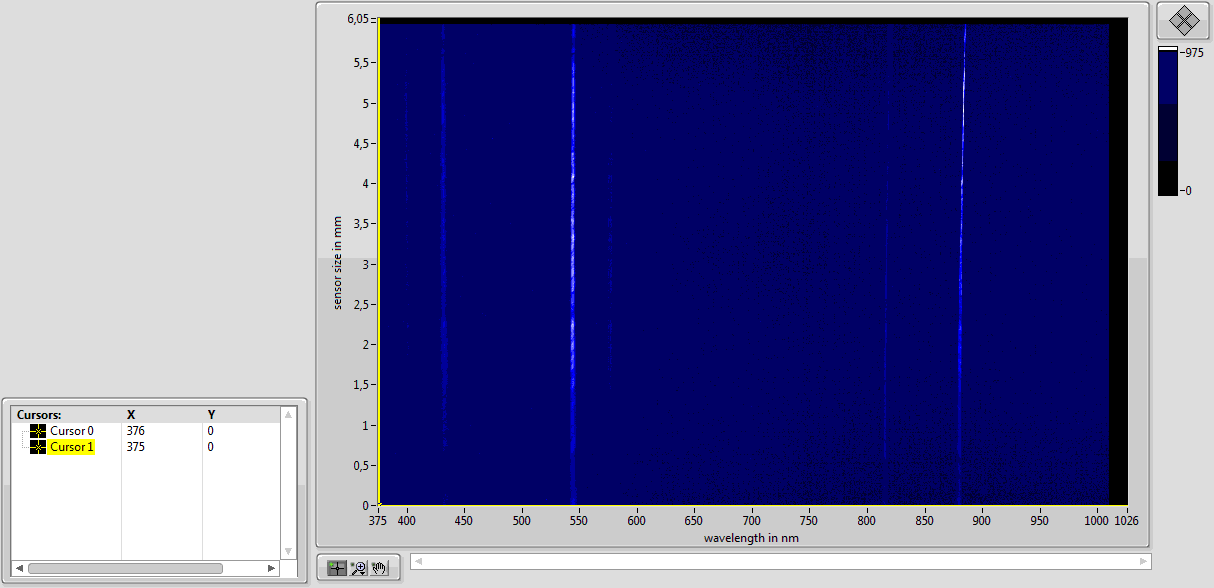 6,05
5,5
5
4,5
4
3,5
3
2,5
2
1,5
1
0,5
0
sensor size in mm
375 400 450 500 550 600 650 700 750 800 850 900 950 1000 1026
wavelength in nm
975
0
Cursors: X Y
Cursor 0 376 0
Cursor 1 375 0